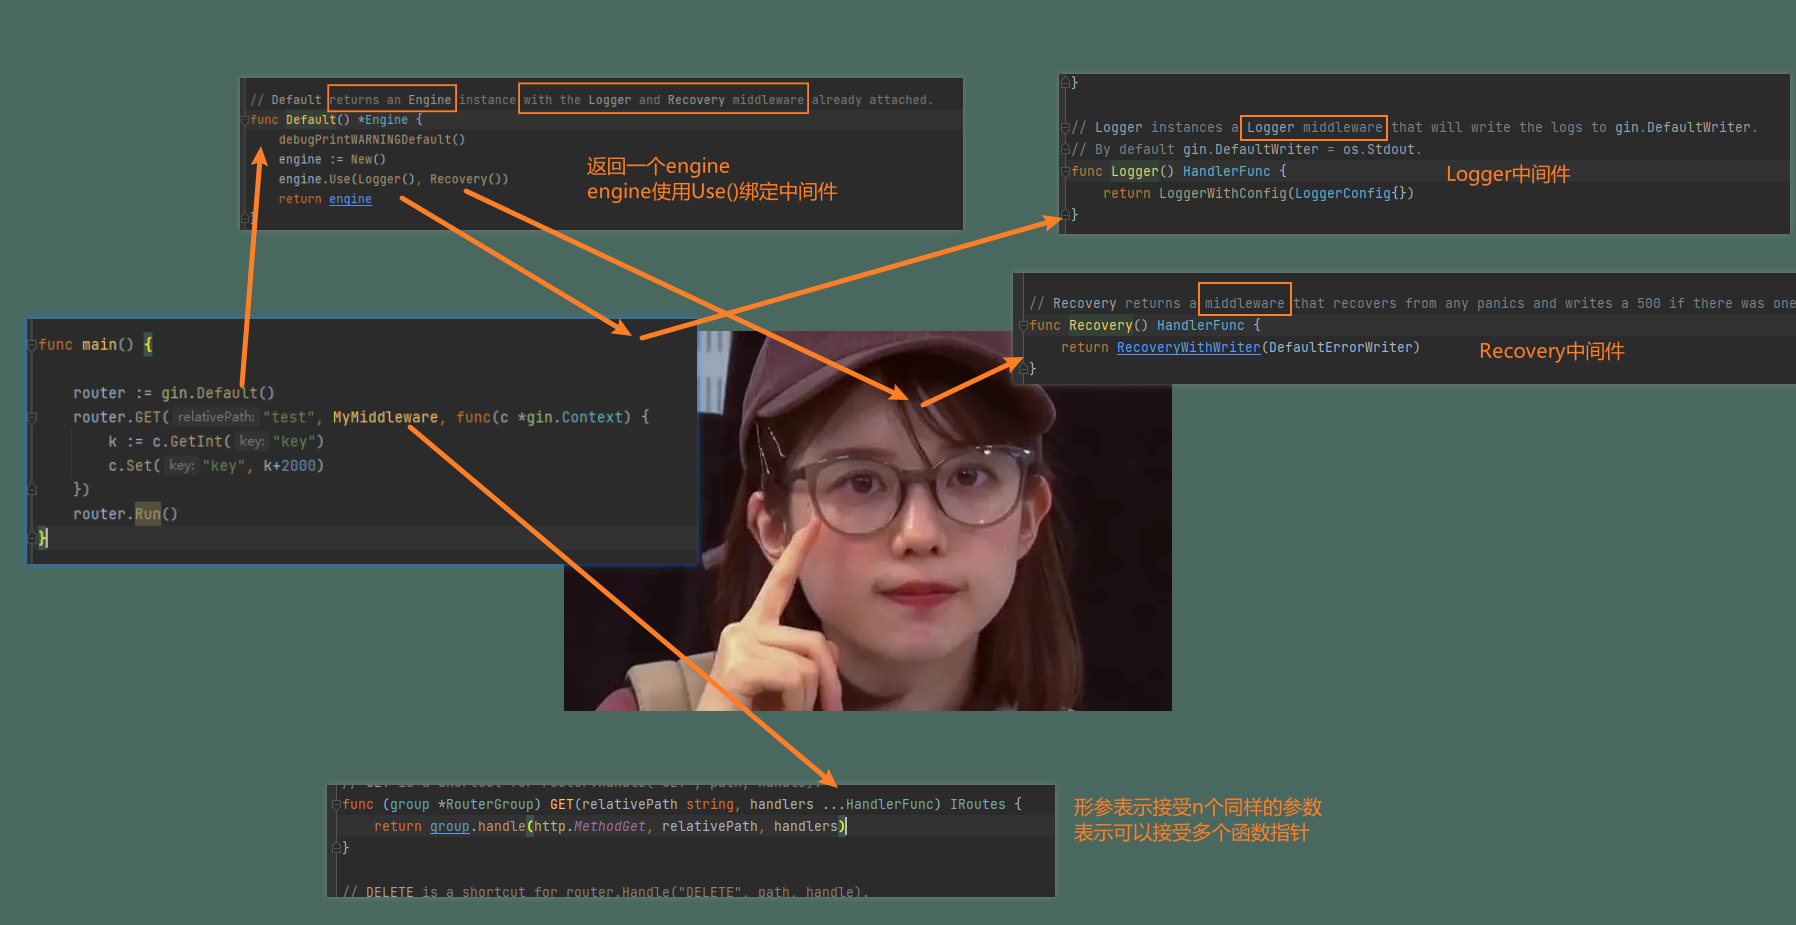 // Default returns an Engine instance with the Logger and Recovery middleware already attached.
func Default() *Engine {
    debugPrintWARNINGDefault()
    engine := New()
    engine.Use(Logger(), Recovery())
    return engine
}
返回一个engine
engine使用Use()绑定中间件
}
// Logger instances a Logger middleware that will write the logs to gin.DefaultWriter.
// By default gin.DefaultWriter = os.Stdout.
func Logger() HandlerFunc {
    return LoggerWithConfig(LoggerConfig{})
}
Logger中间件
// Recovery returns a middleware that recovers from any panics and writes a 500 if there was one
func Recovery() HandlerFunc {
    return RecoveryWithWriter(DefaultErrorWriter)
}
Recovery中间件
func main() {
    router := gin.Default()
    router.GET( relativePath: "test", MyMiddleware, func(c *gin.Context) {
        k := c.GetInt( key: "key")
        c.Set( key: "key", k+2000)
    })
    router.Run()
}
// GET is a shortcut for router.Handle("GET", path, handle).
func (group *RouterGroup) GET(relativePath string, handlers ...HandlerFunc) IRoutes {
    return group.handle(http.MethodGet, relativePath, handlers)
}
// DELETE is a shortcut for router.Handle("DELETE", path, handle).
形参表示接受n个同样的参数
表示可以接受多个函数指针